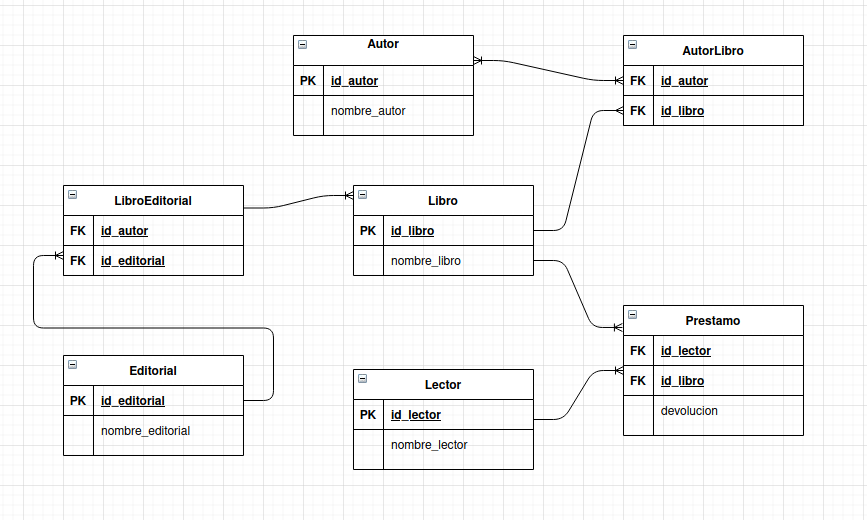 Autor
PK id_autor
nombre_autor
AutorLibro
FK id_autor
FK id_libro
LibroEditorial
FK id_autor
FK id_editorial
Libro
PK id_libro
nombre_libro
Prestamo
FK id_lector
FK id_libro
devolucion
Editorial
PK id_editorial
nombre_editorial
Lector
PK id_lector
nombre_lector